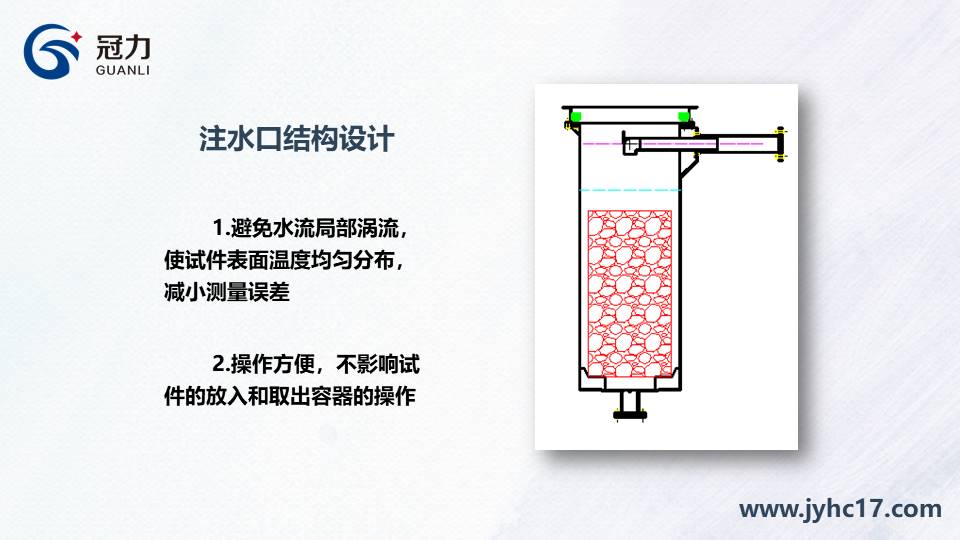 冠力
GUANLI
注水口结构设计
1.避免水流局部涡流，
使试件表面温度均匀分布，
减小测量误差
2.操作方便，不影响试
件的放入和取出容器的操作
www.jyhc17.com